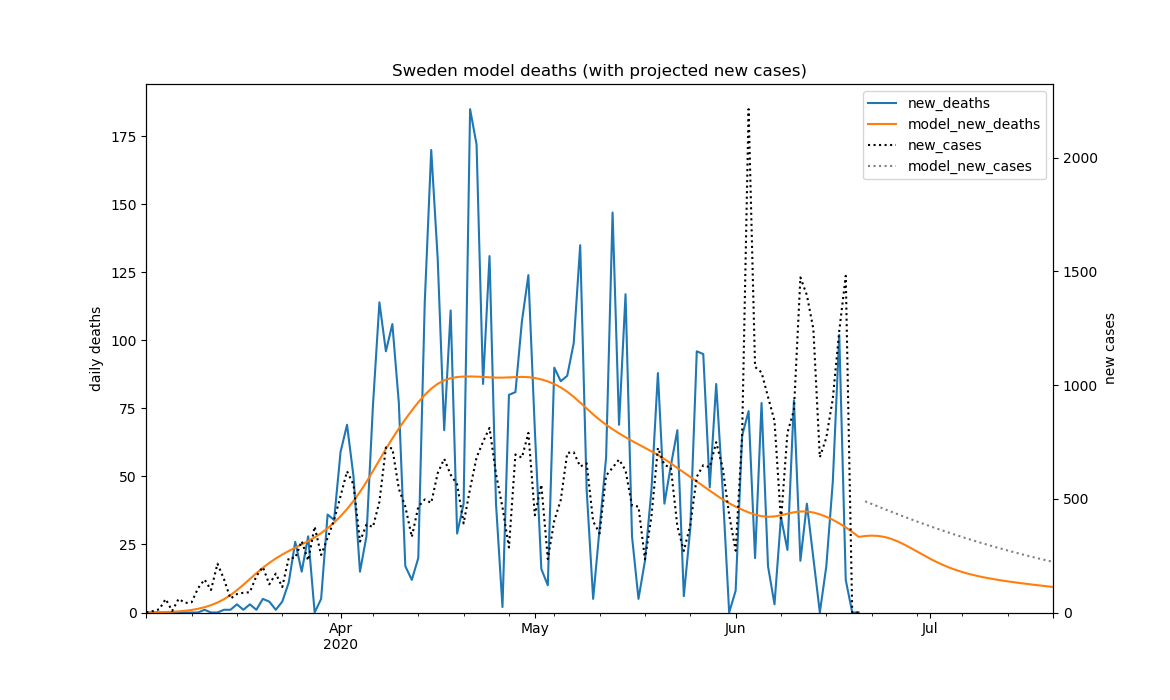 Sweden model deaths (with projected new cases)
new_deaths
model_new_deaths
new_cases
model_new_cases
175
150
125
100
75
50
25
0
daily deaths
2000
1500
1000
500
0
new cases
Apr
2020
May
Jun
Jul